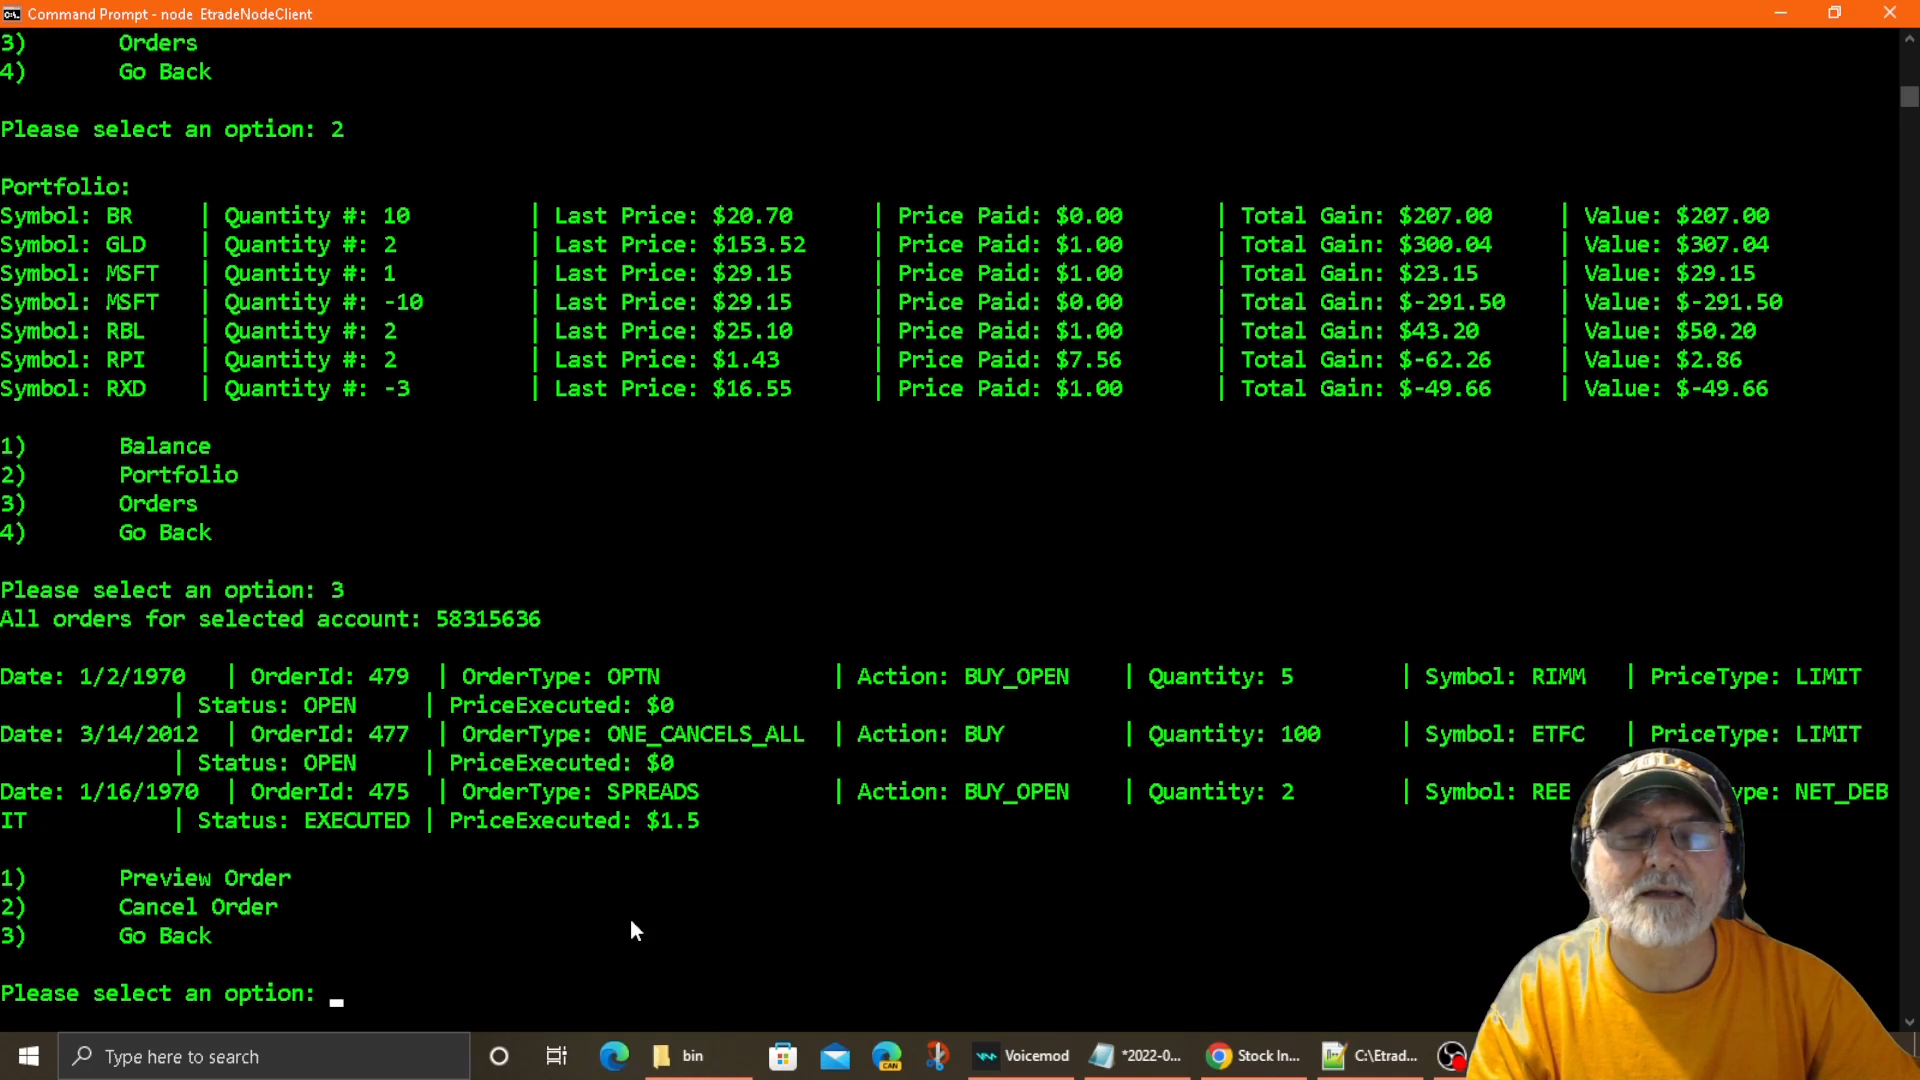 Command Prompt - node  EtradeNodeClient
3)       Orders
4)       Go Back
Please select an option: 2
Portfolio:
Symbol: BR     | Quantity #: 10         | Last Price: $20.70      | Price Paid: $0.00       | Total Gain: $207.00     | Value: $207.00
Symbol: GLD    | Quantity #: 2          | Last Price: $153.52     | Price Paid: $1.00       | Total Gain: $300.04     | Value: $307.04
Symbol: MSFT   | Quantity #: 1          | Last Price: $29.15      | Price Paid: $1.00       | Total Gain: $23.15      | Value: $29.15
Symbol: MSFT   | Quantity #: -10        | Last Price: $29.15      | Price Paid: $0.00       | Total Gain: $-291.50    | Value: $-291.50
Symbol: RBL    | Quantity #: 2          | Last Price: $25.10      | Price Paid: $1.00       | Total Gain: $43.20      | Value: $50.20
Symbol: RPI    | Quantity #: 2          | Last Price: $1.43       | Price Paid: $7.56       | Total Gain: $-62.26     | Value: $2.86
Symbol: RXD    | Quantity #: -3         | Last Price: $16.55      | Price Paid: $1.00       | Total Gain: $-49.66     | Value: $-49.66
1)       Balance
2)       Portfolio
3)       Orders
4)       Go Back
Please select an option: 3
All orders for selected account: 58315636
Date: 1/2/1970   | OrderId: 479  | OrderType: OPTN             | Action: BUY_OPEN    | Quantity: 5        | Symbol: RIMM   | PriceType: LIMIT
| Status: OPEN     | PriceExecuted: $0
Date: 3/14/2012  | OrderId: 477  | OrderType: ONE_CANCELS_ALL  | Action: BUY         | Quantity: 100      | Symbol: ETFC   | PriceType: LIMIT
| Status: OPEN     | PriceExecuted: $0
Date: 1/16/1970  | OrderId: 475  | OrderType: SPREADS          | Action: BUY_OPEN    | Quantity: 2        | Symbol: REE ype: NET_DEB
IT           | Status: EXECUTED | PriceExecuted: $1.5
1)       Preview Order
2)       Cancel Order
3)       Go Back
Please select an option:
Type here to search
bin
CAN
Voicemod
*2022-0...
Stock In...
C:\Etrad...